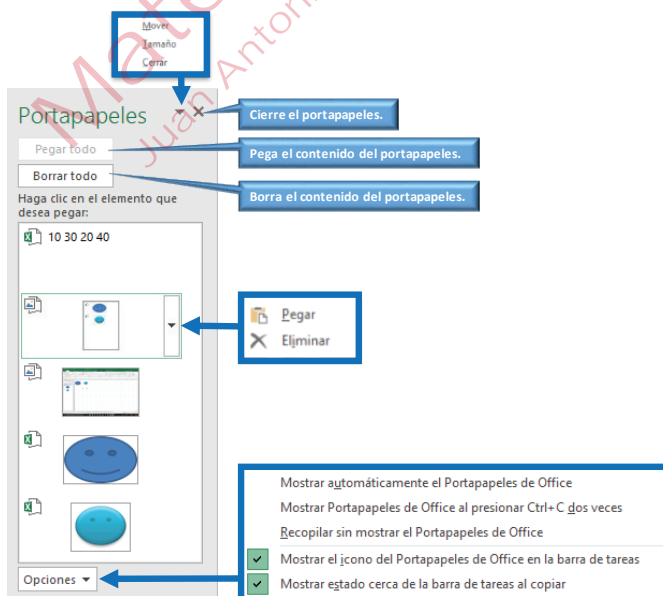 Mover
Tamaño
Cerrar
Portapapeles
Cierre el portapapeles.
Pegar todo
Pega el contenido del portapapeles.
Borrar todo
Borra el contenido del portapapeles.
Haga clic en el elemento que
desea pegar:
10 30 20 40
Pegar
Eliminar
Mostrar automáticamente el Portapapeles de Office
Mostrar Portapapeles de Office al presionar Ctrl+C dos veces
Recopilar sin mostrar el Portapapeles de Office
Mostrar el icono del Portapapeles de Office en la barra de tareas
Mostrar estado cerca de la barra de tareas al copiar
Opciones
Mate
Juan Antoni